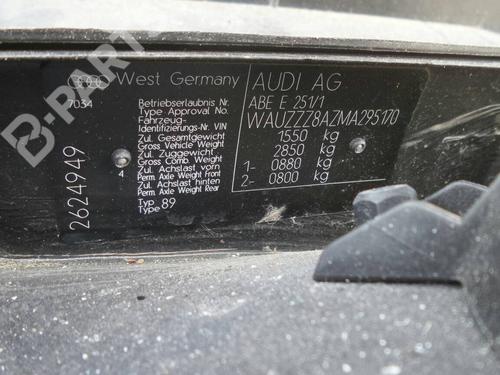 West Germany
AUDI AG
7034
Betriebserlaubnis Nr.
Type Approval No.
ABE E 251/1
Fahrzeug-
Identifizierungs-Nr. VIN
WAUZZZ8AZMA295170
Zul. Gesamtgewicht
Gross Vehicle Weight
1550 kg
Zul. Zuggewicht
Gross Comb. Weight
2850 kg
Zul. Achslast vorn
Perm. Axle Weight Front
1- 0880 kg
Zul. Achslast hinten
Perm. Axle Weight Rear
2- 0800 kg
4
Typ
Type 89
2624949
B-Parts